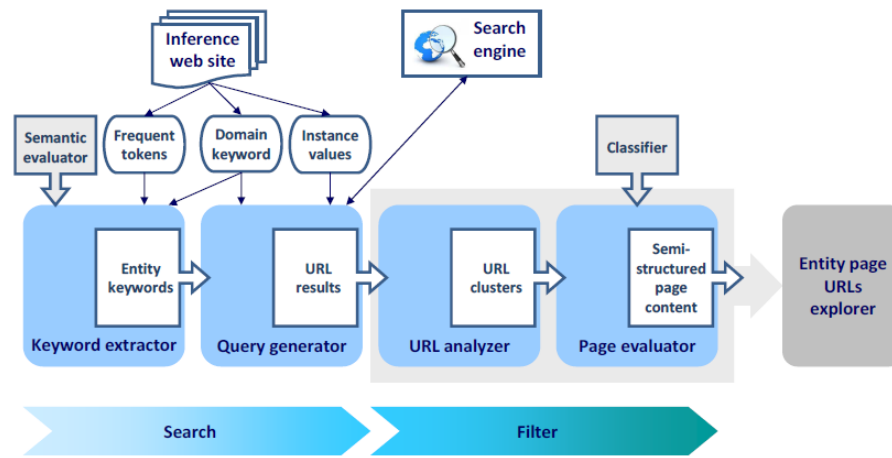 Inference
web site
Search
engine
Semantic
evaluator
Frequent
tokens
Domain
keyword
Instance
values
Classifier
Entity
keywords
URL
results
URL
clusters
Semi-
structured
page
content
Entity page
URLs
explorer
Keyword extractor
Query generator
URL analyzer
Page evaluator
Search
Filter